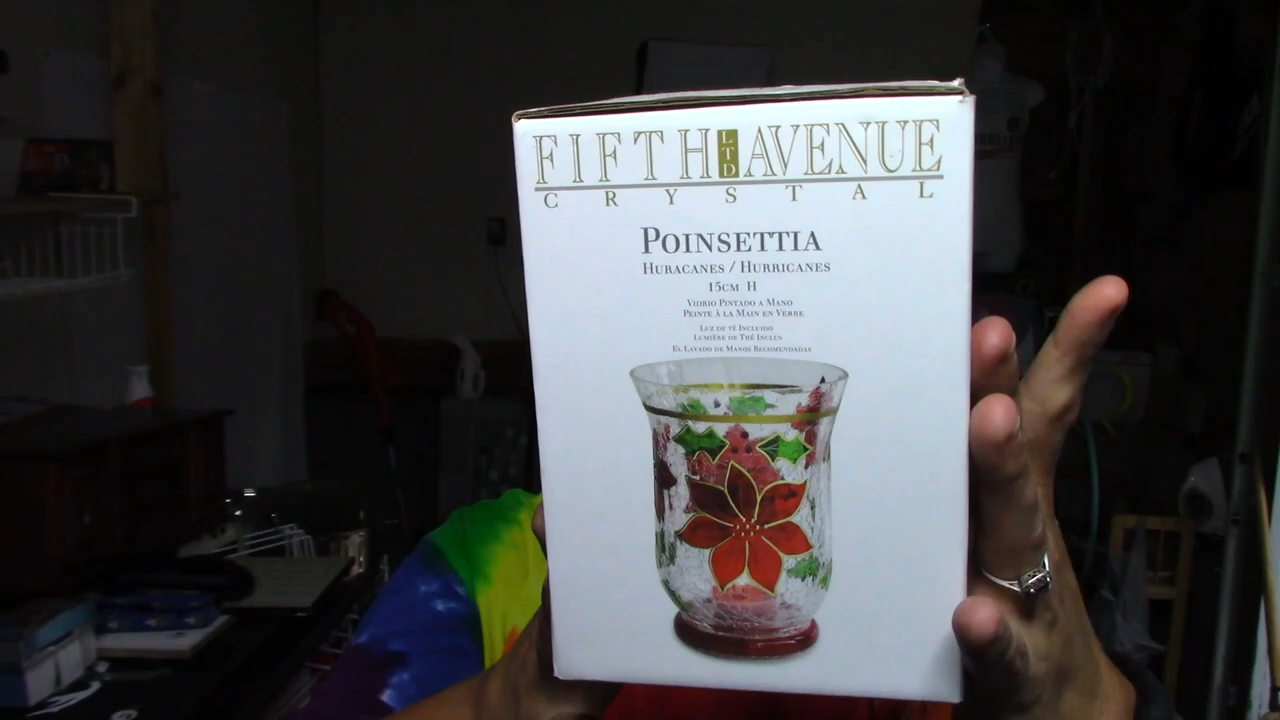 FIFTH LTD AVENUE
CRYSTAL
POINSETTIA
HURACANES / HURRICANES
15CM H
VIDRIO PINTADO A MANO
PEINTE À LA MAIN EN VERRE
LUZ DE TÉ INCLUIDO
LUMIÈRE DE THÉ INCLUS
EL LAVADO DE MANOS RECOMENDADAS